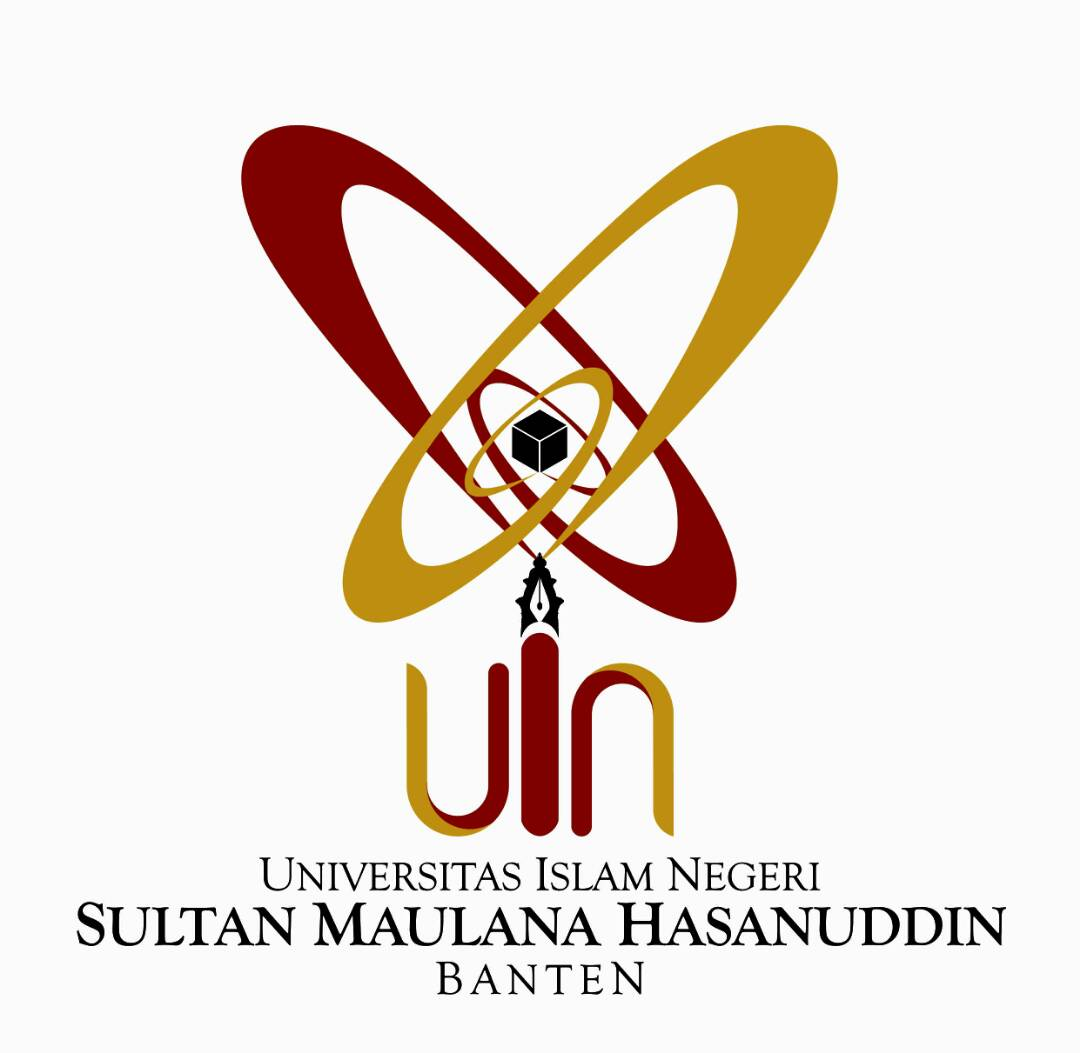 uin
UNIVERSITAS ISLAM NEGERI
SULTAN MAULANA HASANUDDIN
BANTEN